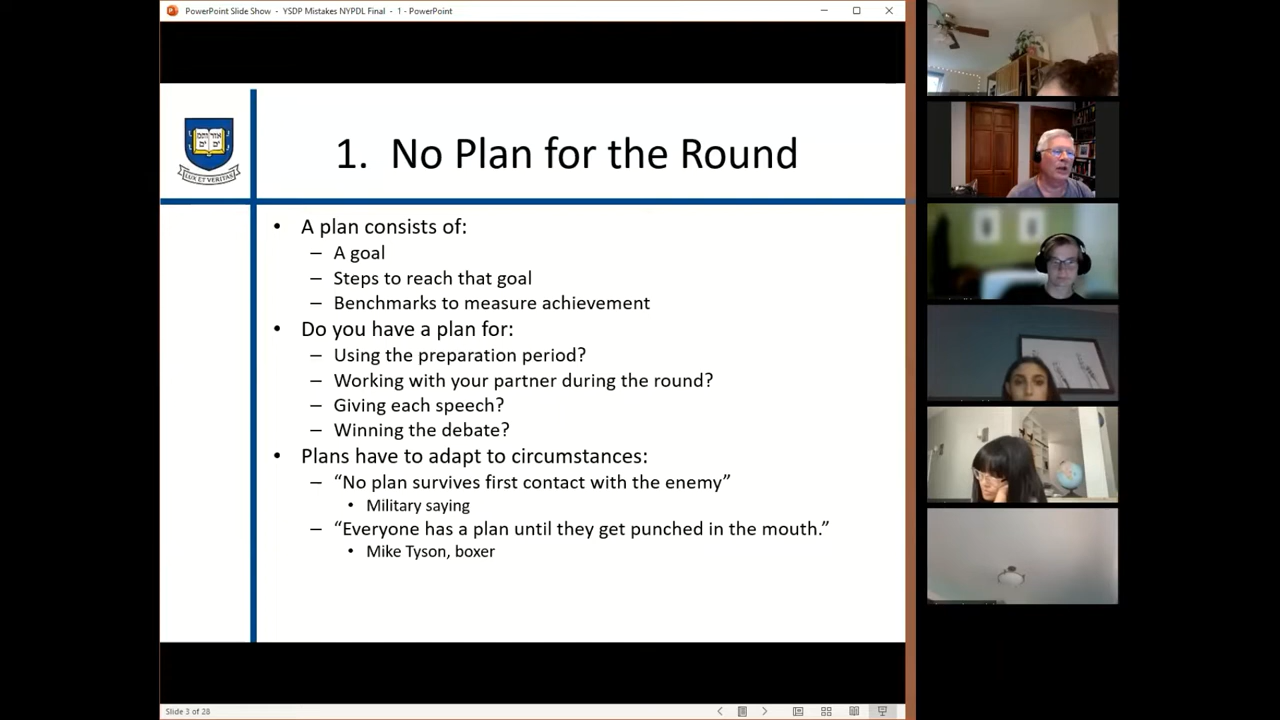 PowerPoint Slide Show - YSDP Mistakes NYPDL Final - 1 - PowerPoint
1. No Plan for the Round
LUX ET VERITAS
• A plan consists of:
– A goal
– Steps to reach that goal
– Benchmarks to measure achievement
• Do you have a plan for:
– Using the preparation period?
– Working with your partner during the round?
– Giving each speech?
– Winning the debate?
• Plans have to adapt to circumstances:
– “No plan survives first contact with the enemy”
• Military saying
– “Everyone has a plan until they get punched in the mouth.”
• Mike Tyson, boxer
Slide 3 of 28